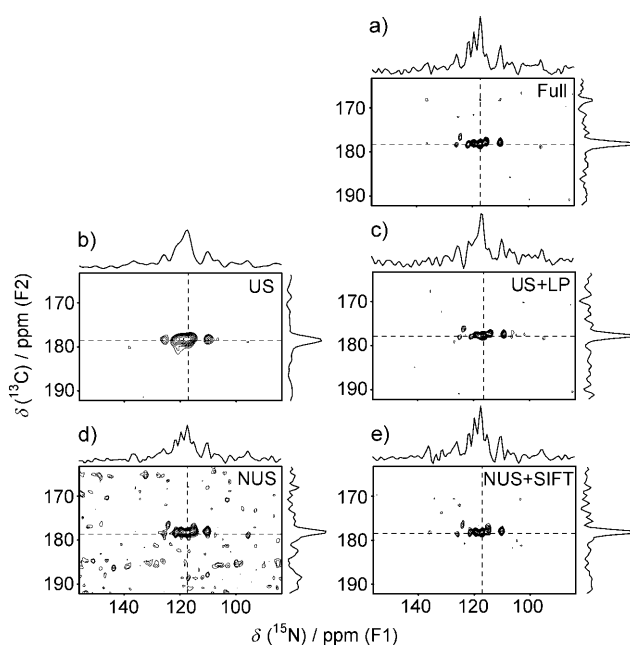 a)
Full
170
180
190
b)
US
170
180
190
c)
US+LP
170
180
190
δ (¹³C) / ppm (F2)
d)
NUS
170
180
190
140 120 100
e)
NUS+SIFT
170
180
190
140 120 100
δ (¹⁵N) / ppm (F1)